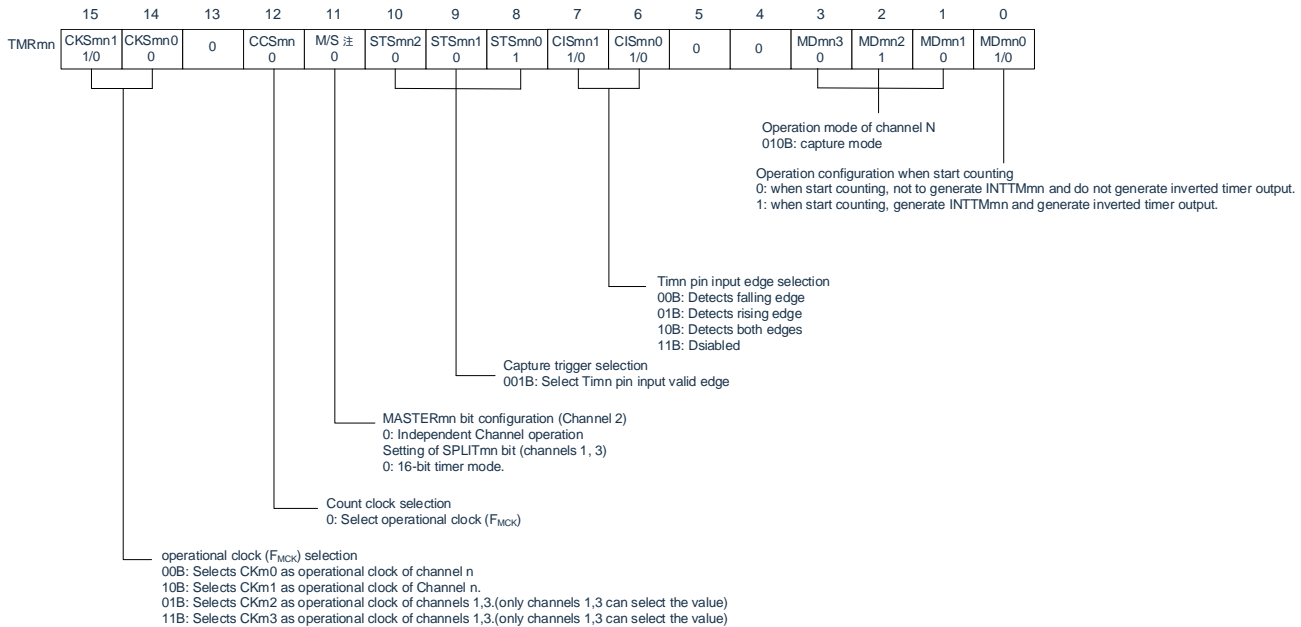 15 14 13 12 11 10 9 8 7 6 5 4 3 2 1 0
TMRmn CKSmn1 CKSmn0 0 CCSmn M/S 注 STSmn2 STSmn1 STSmn0 CISmn1 CISmn0 0 0 MDmn3 MDmn2 MDmn1 MDmn0
1/0 0 0 0 0 0 1 1/0 1/0 0 1 0 1/0
Operation mode of channel N
010B: capture mode
Operation configuration when start counting
0: when start counting, not to generate INTTMmn and do not generate inverted timer output.
1: when start counting, generate INTTMmn and generate inverted timer output.
Timn pin input edge selection
00B: Detects falling edge
01B: Detects rising edge
10B: Detects both edges
11B: Dsiabled
Capture trigger selection
001B: Select Timn pin input valid edge
MASTERmn bit configuration (Channel 2)
0: Independent Channel operation
Setting of SPLITmn bit (channels 1, 3)
0: 16-bit timer mode.
Count clock selection
0: Select operational clock (FMCK)
operational clock (FMCK) selection
00B: Selects CKm0 as operational clock of channel n
10B: Selects CKm1 as operational clock of Channel n.
01B: Selects CKm2 as operational clock of channels 1,3.(only channels 1,3 can select the value)
11B: Selects CKm3 as operational clock of channels 1,3.(only channels 1,3 can select the value)